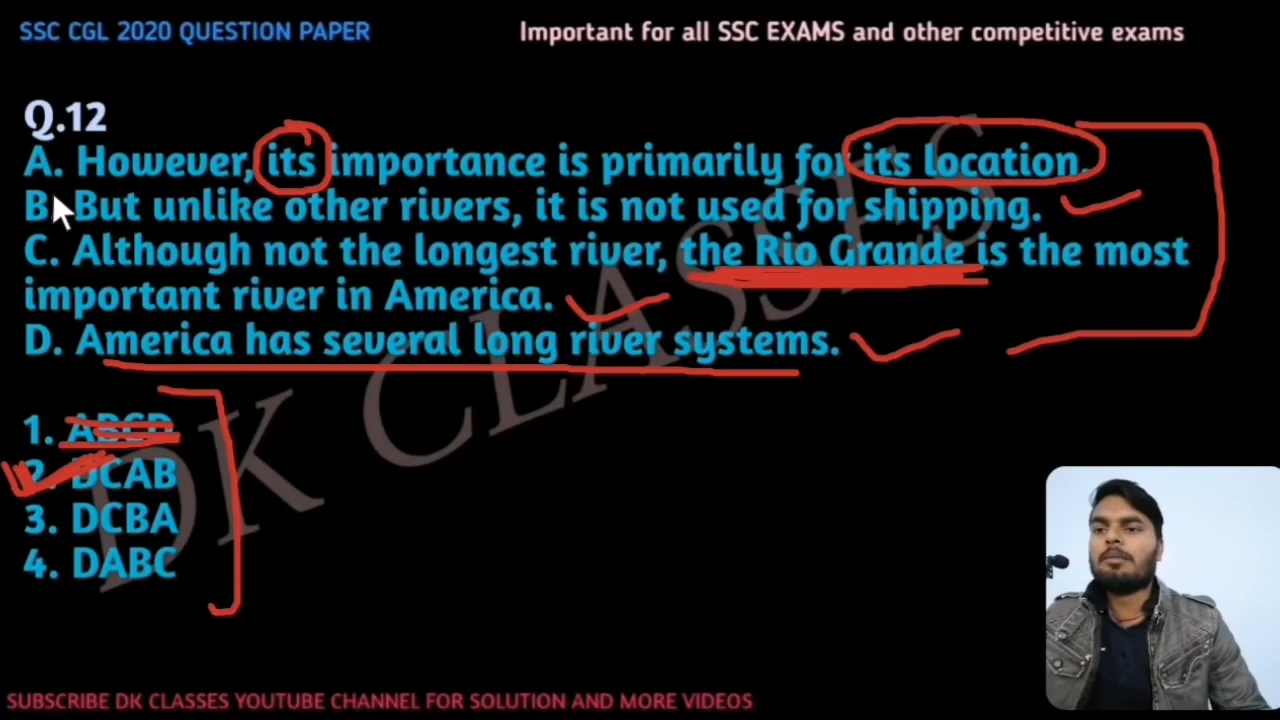 SSC CGL 2020 QUESTION PAPER
Important for all SSC EXAMS and other competitive exams
Q.12
A. However, its importance is primarily for its location.
B. But unlike other rivers, it is not used for shipping.
C. Although not the longest river, the Rio Grande is the most
important river in America.
D. America has several long river systems.
1. ABCD
2. DCAB
3. DCBA
4. DABC
DK CLASSES
SUBSCRIBE DK CLASSES YOUTUBE CHANNEL FOR SOLUTION AND MORE VIDEOS